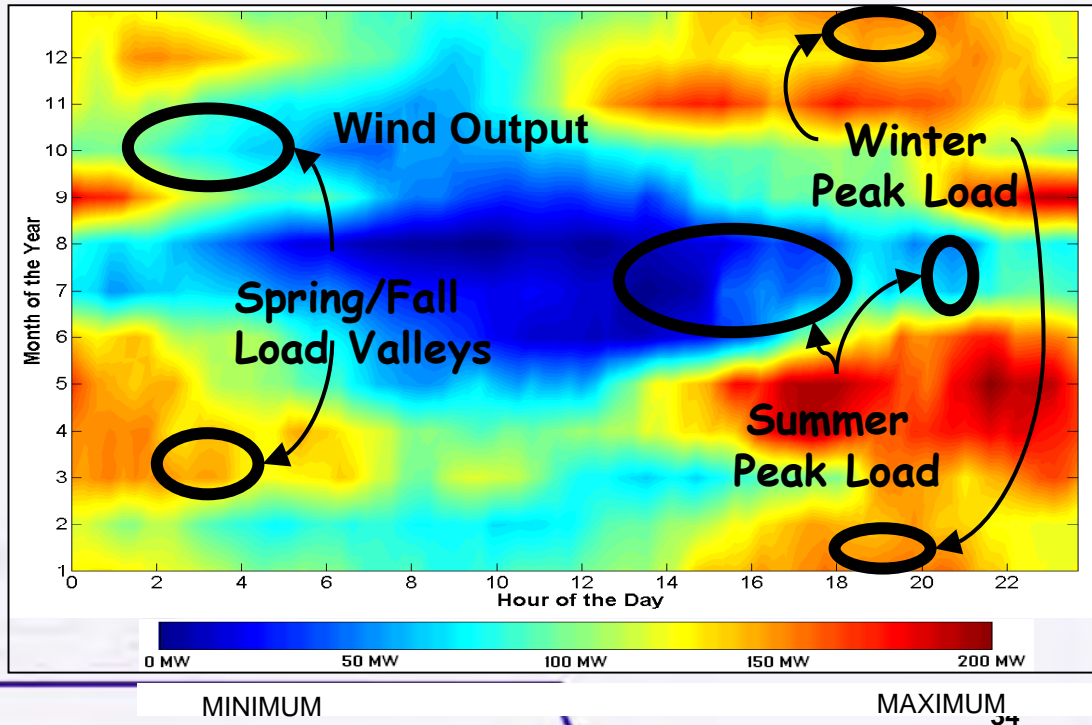 Wind Output
Winter
Peak Load
Spring/Fall
Load Valleys
Summer
Peak Load
Month of the Year
12
11
10
9
8
7
6
5
4
3
2
1
0 2 4 6 8 10 12 14 16 18 20 22
Hour of the Day
0 MW 50 MW 100 MW 150 MW 200 MW
MINIMUM MAXIMUM
34